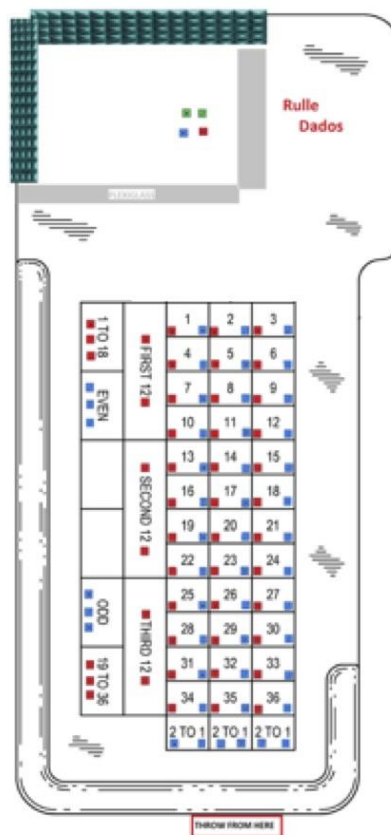 Rulle
Dados
PLEXIGLASS
1 TO 18
EVEN
ODD
19 TO 36
FIRST 12
SECOND 12
THIRD 12
1 2 3
4 5 6
7 8 9
10 11 12
13 14 15
16 17 18
19 20 21
22 23 24
25 26 27
28 29 30
31 32 33
34 35 36
2 TO 1 2 TO 1 2 TO 1
THROW FROM HERE